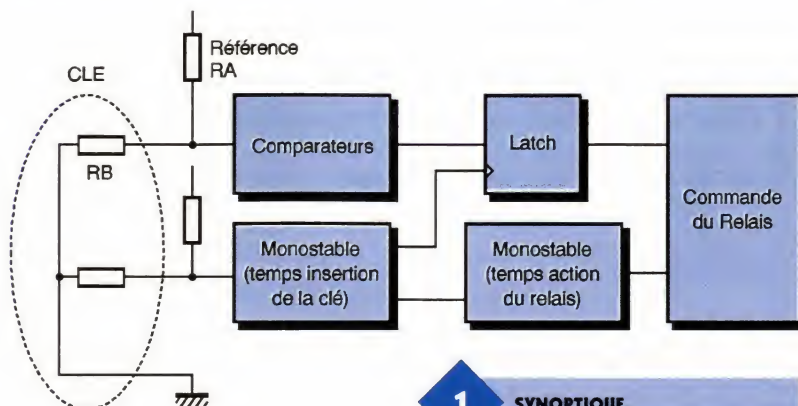 Référence
RA
CLE
RB
Comparateurs
Latch
Commande
du Relais
Monostable
(temps insertion
de la clé)
Monostable
(temps action
du relais)
1
SYNOPTIQUE